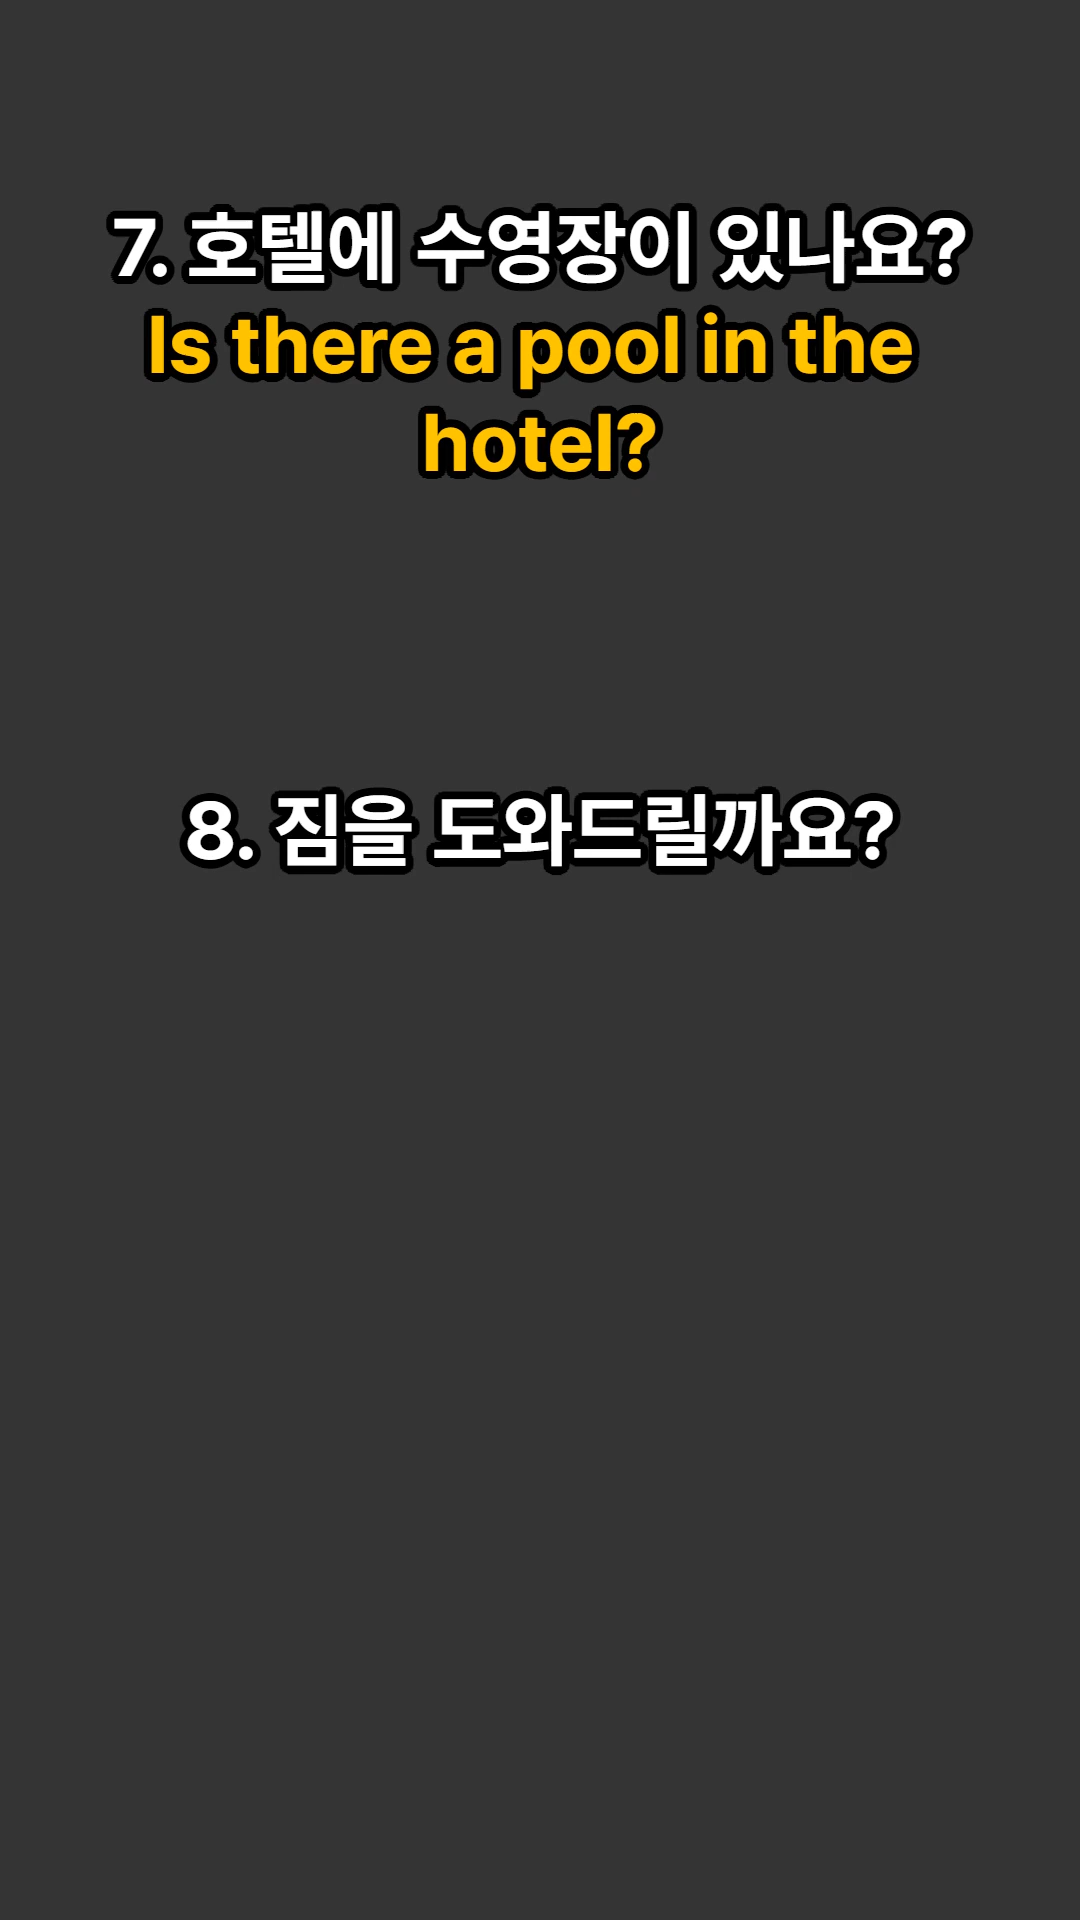 7. 호텔에 수영장이 있나요?
Is there a pool in the
hotel?
8. 짐을 도와드릴까요?